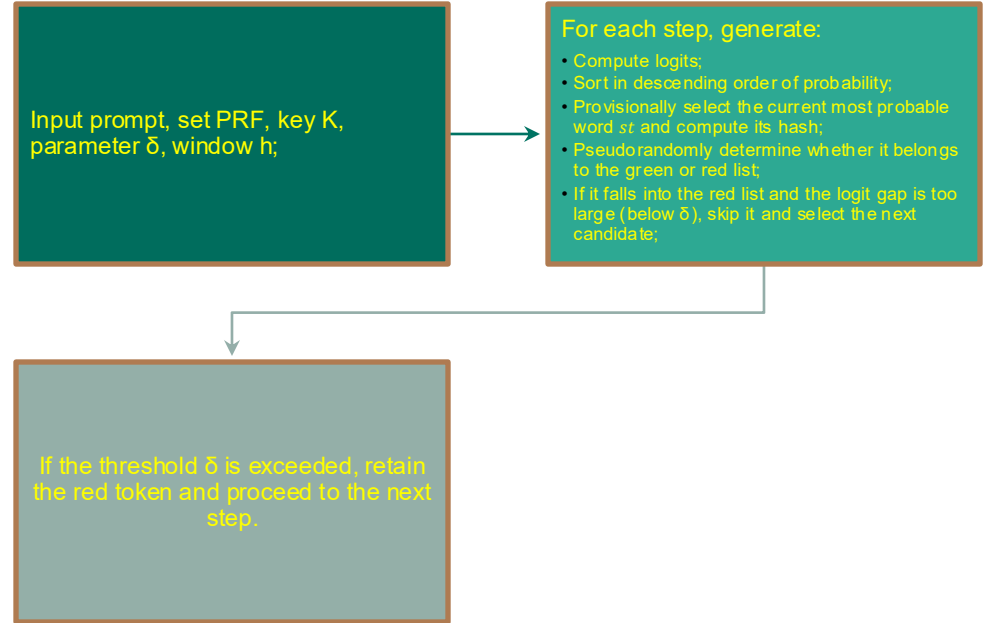 Input prompt, set PRF, key K,
parameter δ, window h;
For each step, generate:
• Compute logits;
• Sort in descending order of probability;
• Provisionally select the current most probable
word st and compute its hash;
• Pseudorandomly determine whether it belongs
to the green or red list;
• If it falls into the red list and the logit gap is too
large (below δ), skip it and select the next
candidate;
If the threshold δ is exceeded, retain
the red token and proceed to the next
step.